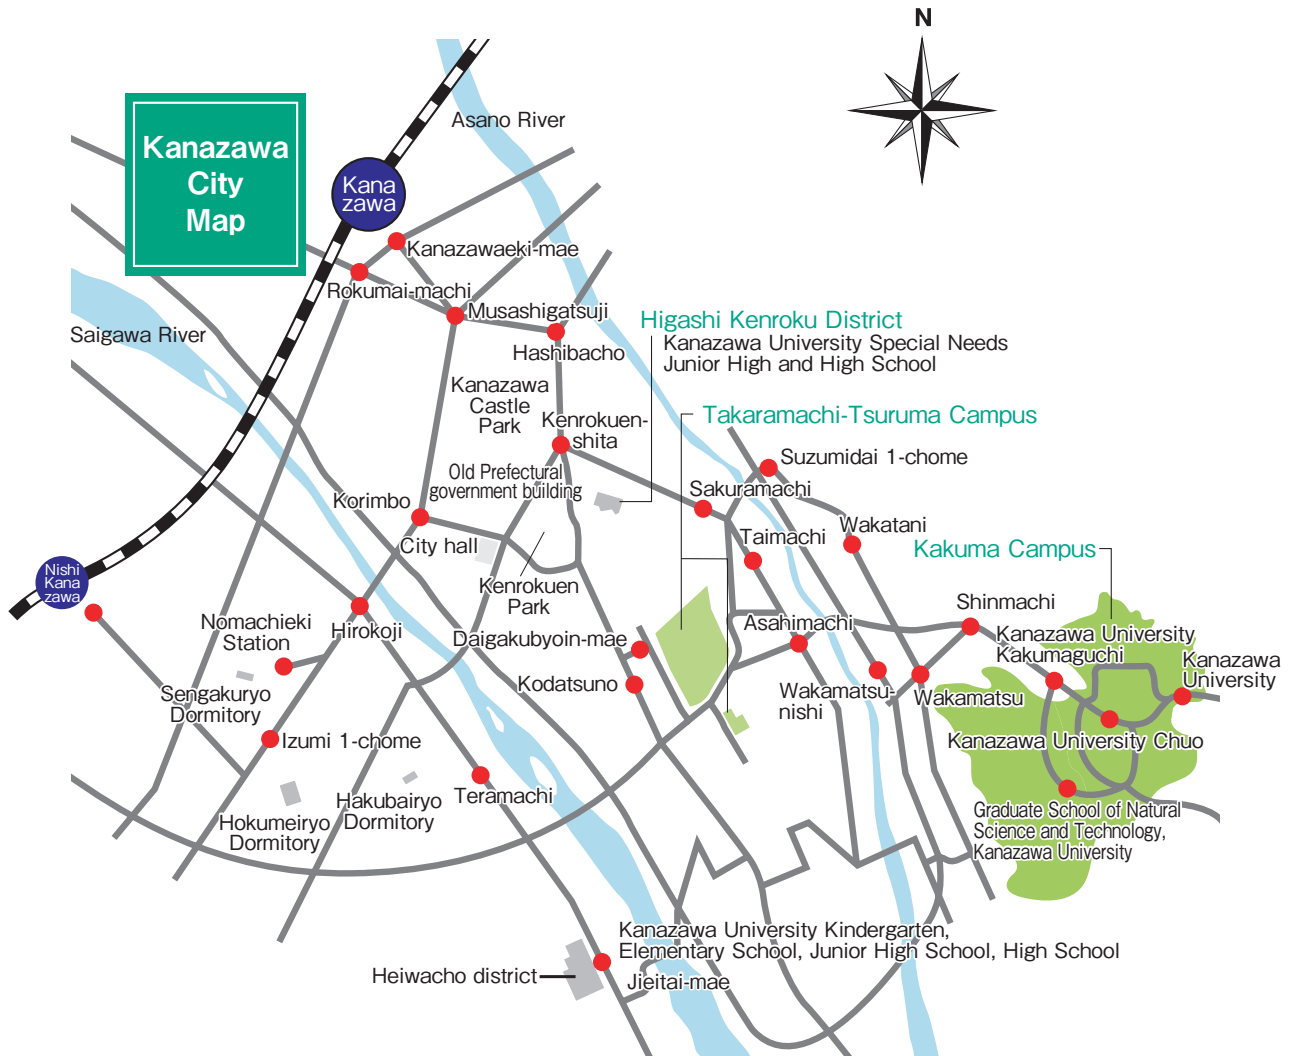 N
Kanazawa
City
Map
Asano River
Kana
zawa
Kanazawaeki-mae
Rokumai-machi
Musashigatsuji
Saigawa River
Hashibacho
Higashi Kenroku District
Kanazawa University Special Needs
Junior High and High School
Kanazawa
Castle
Park
Kenrokuen-
shita
Takaramachi-Tsuruma Campus
Suzumidai 1-chome
Old Prefectural
government building
Sakuramachi
Korimbo
City hall
Taimachi
Wakatani
Kakuma Campus
Nishi
Kana
zawa
Kenrokuen
Park
Nomachieki
Station
Hirokoji
Daigakubyoin-mae
Asahimachi
Shinmachi
Kanazawa University
Kakumaguchi
Kanazawa
University
Kodatsuno
Sengakuryo
Dormitory
Wakamatsu-
nishi
Wakamatsu
Izumi 1-chome
Kanazawa University Chuo
Teramachi
Hakubairyo
Dormitory
Hokumeiryo
Dormitory
Graduate School of Natural
Science and Technology,
Kanazawa University
Kanazawa University Kindergarten,
Elementary School, Junior High School, High School
Heiwacho district
Jieitai-mae